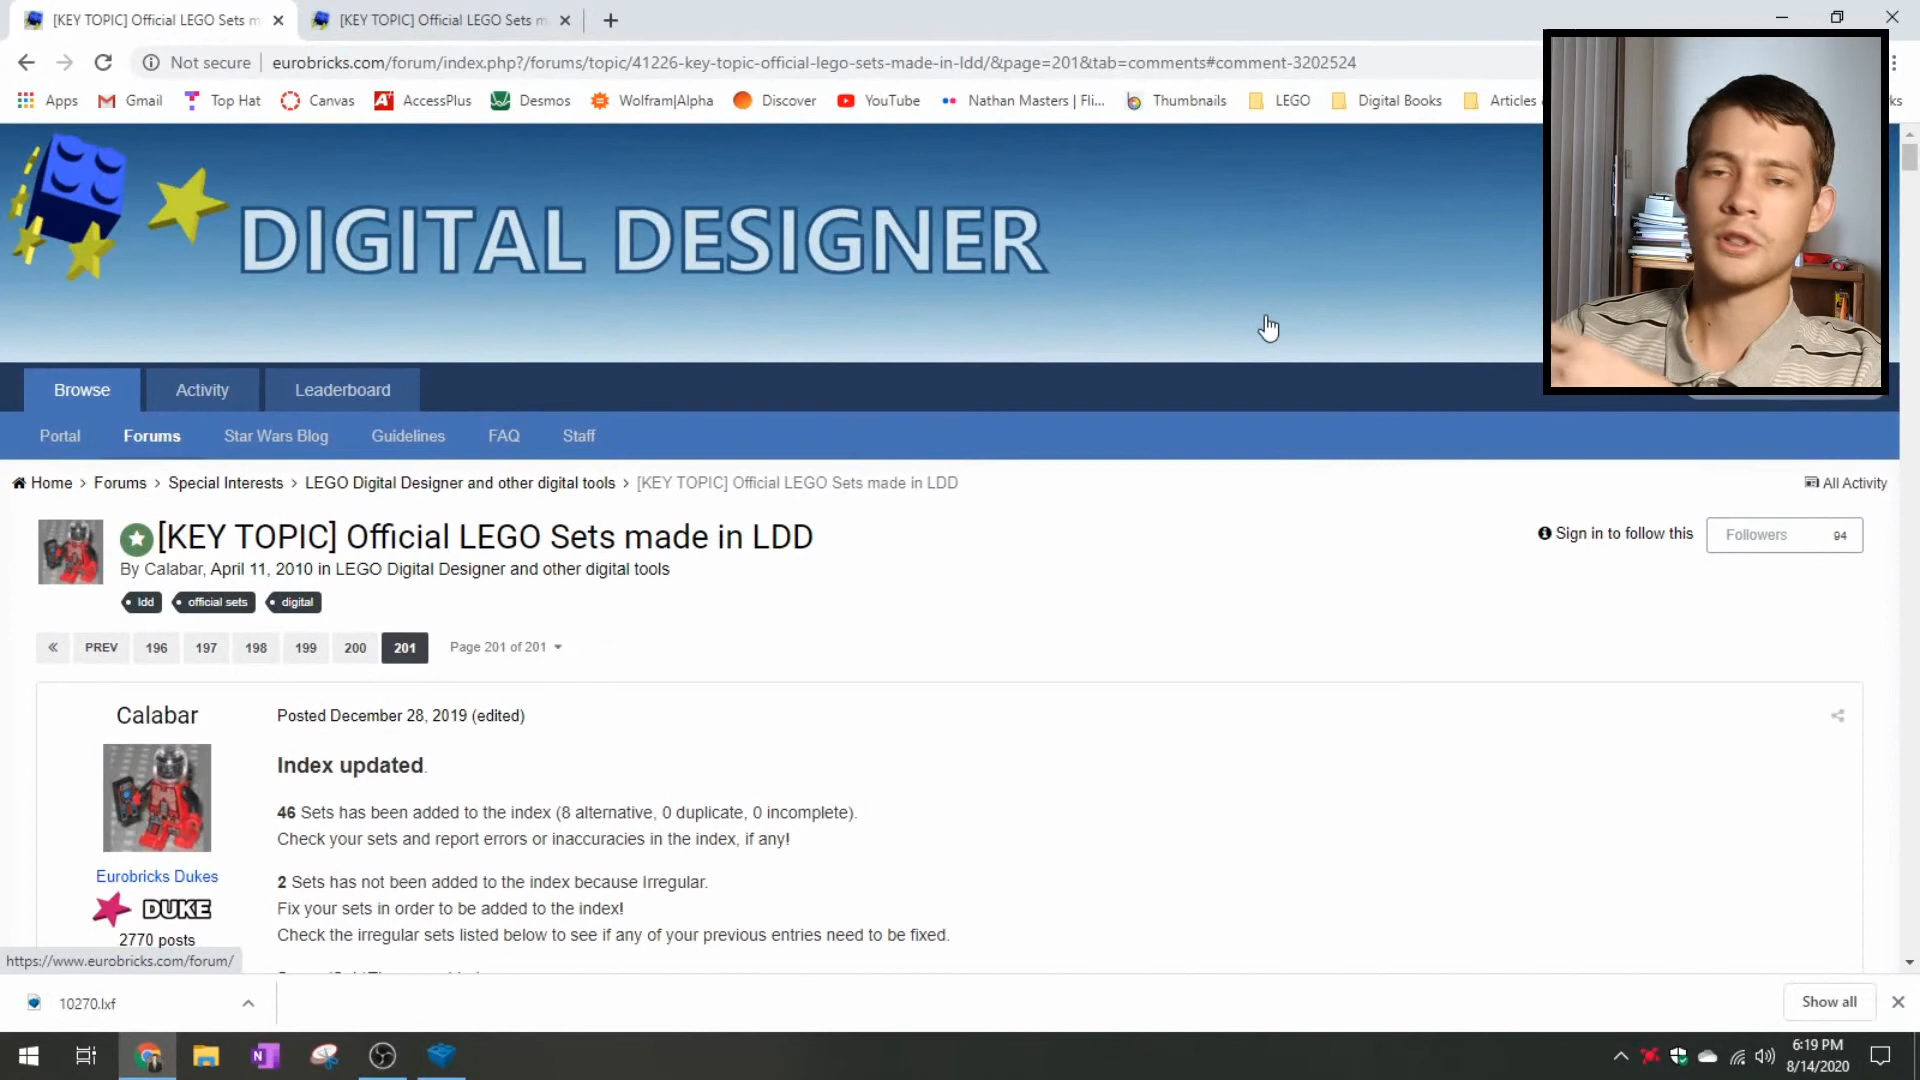 [KEY TOPIC] Official LEGO Sets m
[KEY TOPIC] Official LEGO Sets ma
Not secure
eurobricks.com/forum/index.php?/forums/topic/41226-key-topic-official-lego-sets-made-in-ldd/&page=201&tab=comments#comment-3202524
Apps
Gmail
Top Hat
Canvas
AccessPlus
Desmos
Wolfram|Alpha
Discover
YouTube
Nathan Masters | Fli...
Thumbnails
LEGO
Digital Books
Articles
ks
DIGITAL DESIGNER
Browse
Activity
Leaderboard
Portal
Forums
Star Wars Blog
Guidelines
FAQ
Staff
Home > Forums > Special Interests > LEGO Digital Designer and other digital tools > [KEY TOPIC] Official LEGO Sets made in LDD
All Activity
[KEY TOPIC] Official LEGO Sets made in LDD
Sign in to follow this
Followers 94
By Calabar, April 11, 2010 in LEGO Digital Designer and other digital tools
ldd
official sets
digital
« PREV 196 197 198 199 200 201 Page 201 of 201
Calabar
Posted December 28, 2019 (edited)
Index updated.
46 Sets has been added to the index (8 alternative, 0 duplicate, 0 incomplete).
Check your sets and report errors or inaccuracies in the index, if any!
Eurobricks Dukes
2 Sets has not been added to the index because Irregular.
DUKE
Fix your sets in order to be added to the index!
2770 posts
Check the irregular sets listed below to see if any of your previous entries need to be fixed.
https://www.eurobricks.com/forum/
10270.lxf
Show all
6:19 PM
8/14/2020